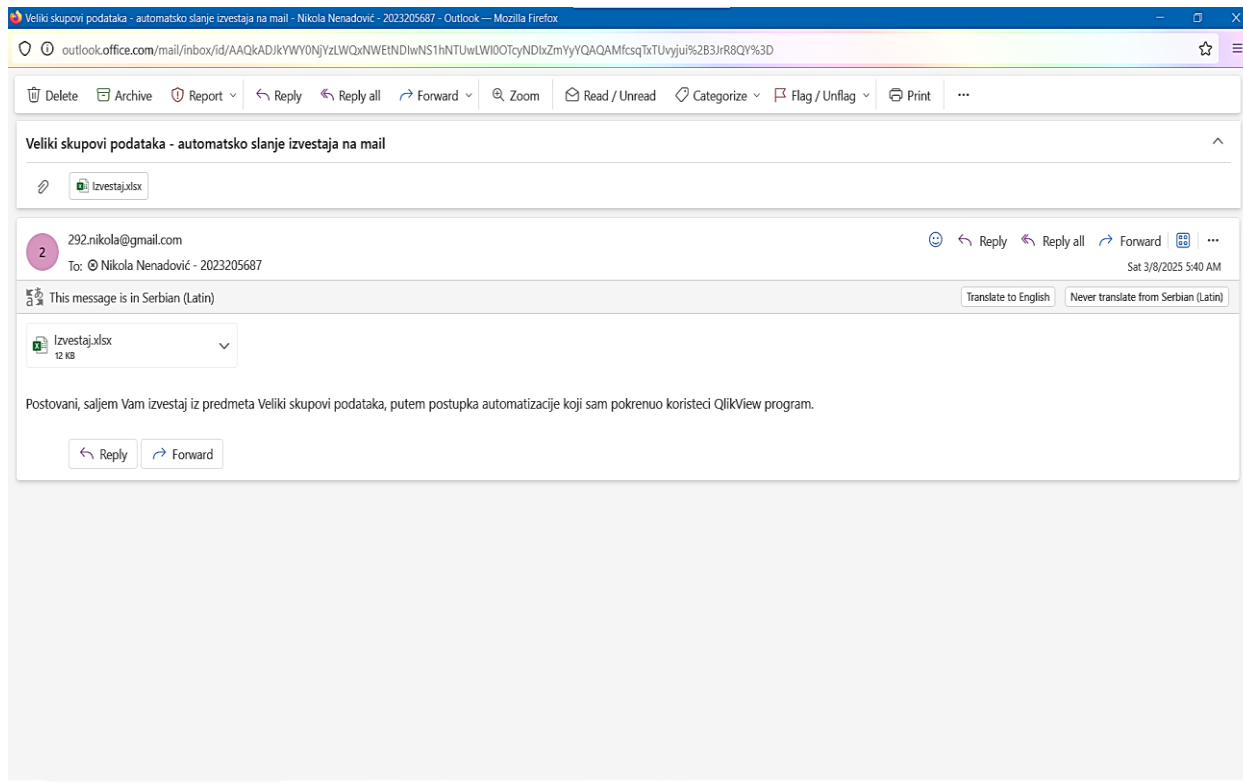 Veliki skupovi podataka - automatsko slanje izvestaja na mail - Nikola Nenadović - 2023205687 - Outlook — Mozilla Firefox
outlook.office.com/mail/inbox/id/AAQkADJkYWY0NjYzLWQxNWEtNDIwNS1hNTUwLWI0OTcyNDIxZmYyYQAQAMfcsqTxTUvyjui%2B3JrR8QY%3D
Delete Archive Report Reply Reply all Forward Zoom Read / Unread Categorize Flag / Unflag Print ...
Veliki skupovi podataka - automatsko slanje izvestaja na mail
Izvestaj.xlsx
2 292.nikola@gmail.com Reply Reply all Forward ...
To: Nikola Nenadović - 2023205687 Sat 3/8/2025 5:40 AM
This message is in Serbian (Latin) Translate to English Never translate from Serbian (Latin)
Izvestaj.xlsx
12 KB
Postovani, saljem Vam izvestaj iz predmeta Veliki skupovi podataka, putem postupka automatizacije koji sam pokrenuo koristeci QlikView program.
Reply Forward